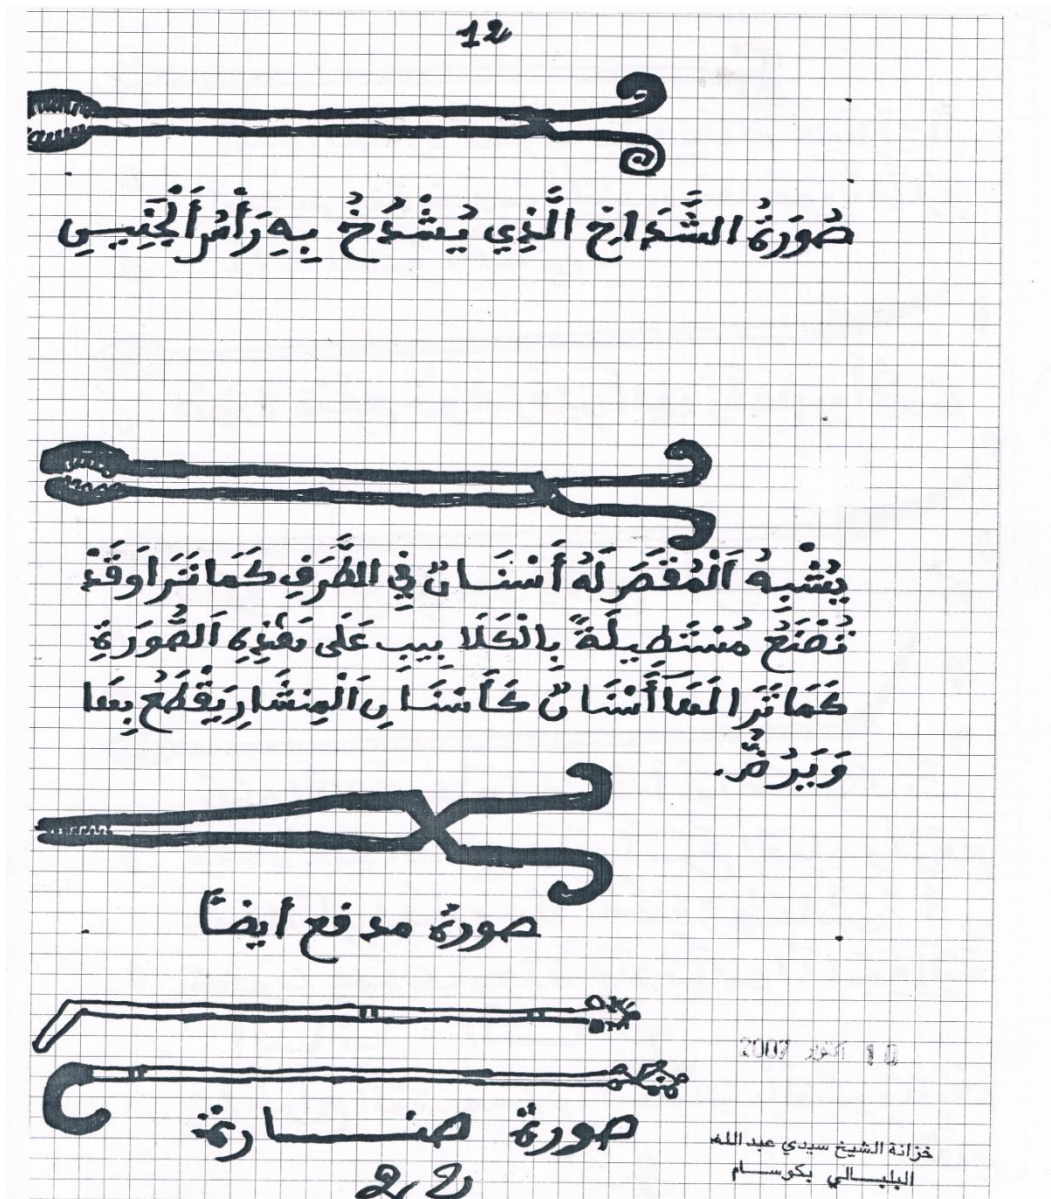 12
صُورَةُ الشَّدَاخِ الَّذِي يُشْدَخُ بِهِ رَأْسُ الْجَنِينِ
يُشْبِهُ الْمُقَصَ لَهُ أَسْنَانٌ فِي الطَّرَفِ كَمَا تَرَا وَقَدْ
تُصْنَعُ مُسْتَطِيلَةً بِالْكَلَالِيبِ عَلَى هَذِهِ الصُّورَةِ
كَمَا تَرَا لَهَا أَسْنَانٌ كَأَسْنَانِ الْمِنْشَارِ يَقْطَعُ بِهَا
وَيَرُضُّ.
صورة مدفع أيضاً
صورة صنارة
22
10 2007
خزانة الشيخ سيدي عبد الله
البلبالي بكوسام